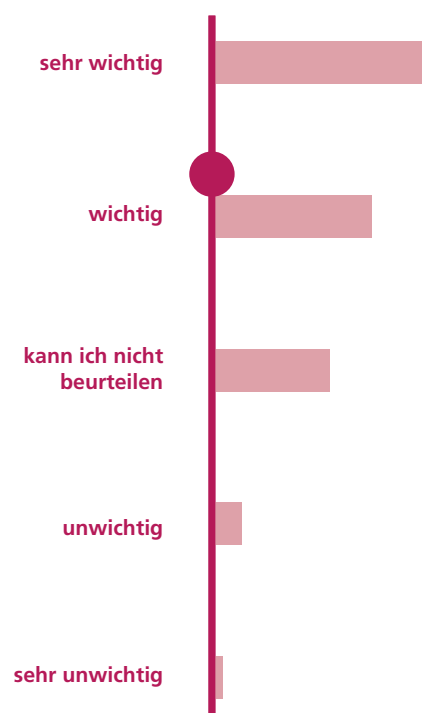 sehr wichtig
wichtig
kann ich nicht
beurteilen
unwichtig
sehr unwichtig